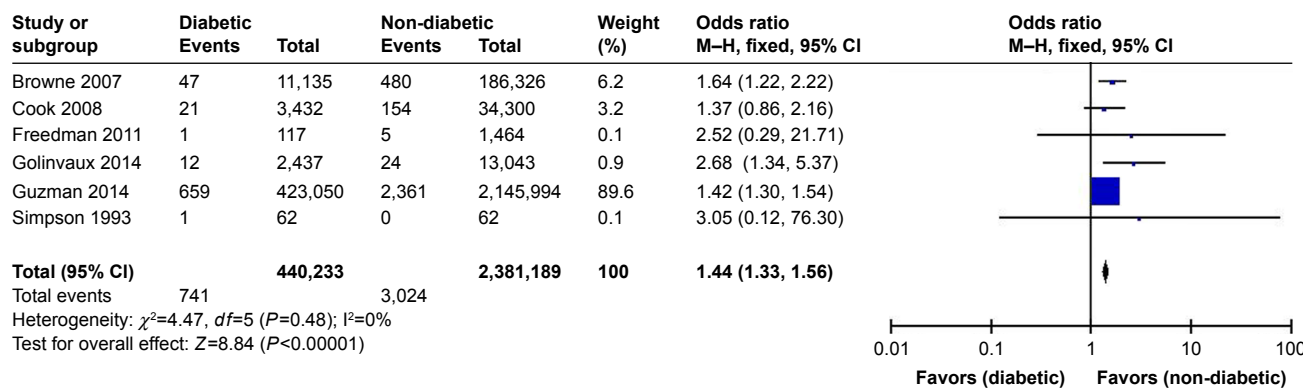 Study or Diabetic Non-diabetic Weight Odds ratio Odds ratio
subgroup Events Total Events Total (%) M–H, fixed, 95% CI M–H, fixed, 95% CI
Browne 2007 47 11,135 480 186,326 6.2 1.64 (1.22, 2.22)
Cook 2008 21 3,432 154 34,300 3.2 1.37 (0.86, 2.16)
Freedman 2011 1 117 5 1,464 0.1 2.52 (0.29, 21.71)
Golinvaux 2014 12 2,437 24 13,043 0.9 2.68 (1.34, 5.37)
Guzman 2014 659 423,050 2,361 2,145,994 89.6 1.42 (1.30, 1.54)
Simpson 1993 1 62 0 62 0.1 3.05 (0.12, 76.30)
Total (95% CI) 440,233 2,381,189 100 1.44 (1.33, 1.56)
Total events 741 3,024
Heterogeneity: χ²=4.47, df=5 (P=0.48); I²=0%
Test for overall effect: Z=8.84 (P<0.00001)
0.01 0.1 1 10 100
Favors (diabetic) Favors (non-diabetic)